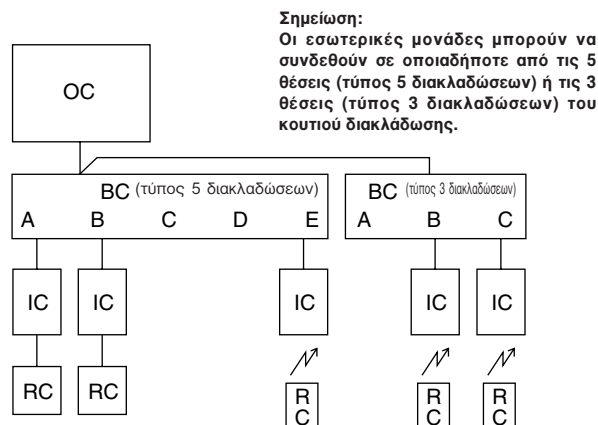 Σημείωση:
Οι εσωτερικές μονάδες μπορούν να
συνδεθούν σε οποιαδήποτε από τις 5
θέσεις (τύπος 5 διακλαδώσεων) ή τις 3
θέσεις (τύπος 3 διακλαδώσεων) του
κουτιού διακλάδωσης.
OC
BC (τύπος 5 διακλαδώσεων)
A B C D E
BC (τύπος 3 διακλαδώσεων)
A B C
IC IC IC IC IC
RC RC
R R R
C C C